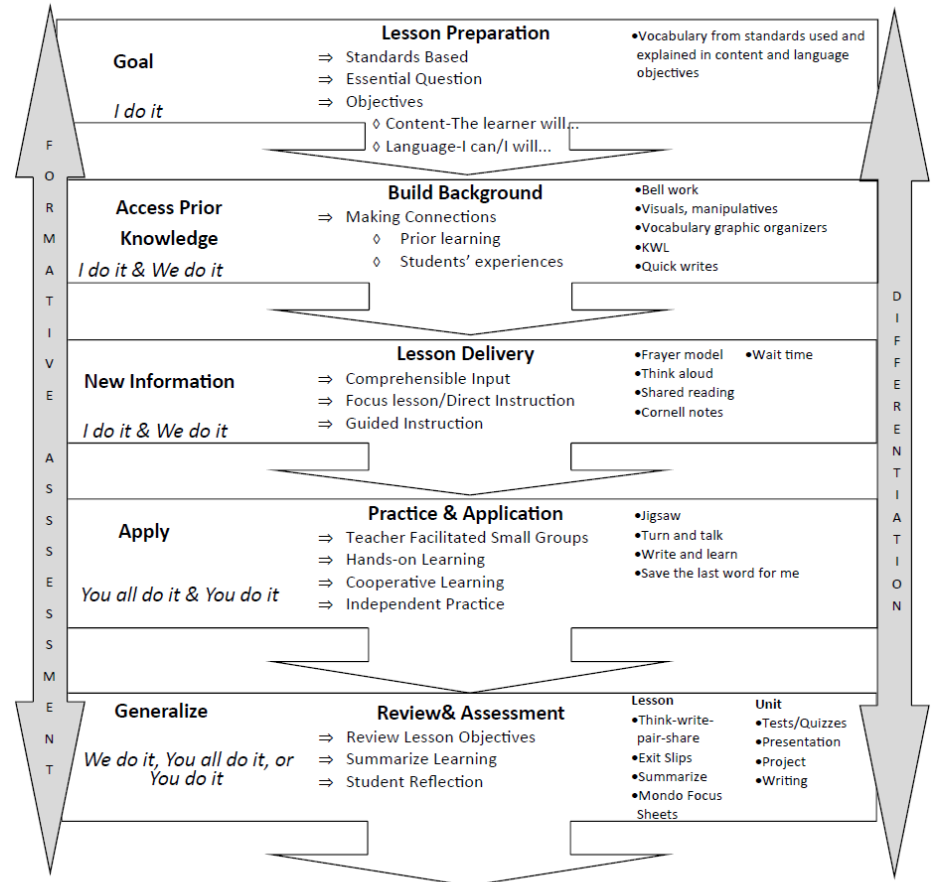 Goal
I do it
Lesson Preparation
⇒ Standards Based
⇒ Essential Question
⇒ Objectives
◊ Content-The learner will...
◊ Language-I can/I will...
•Vocabulary from standards used and
explained in content and language
objectives
Access Prior
Knowledge
I do it & We do it
Build Background
⇒ Making Connections
◊ Prior learning
◊ Students' experiences
•Bell work
•Visuals, manipulatives
•Vocabulary graphic organizers
•KWL
•Quick writes
New Information
I do it & We do it
Lesson Delivery
⇒ Comprehensible Input
⇒ Focus lesson/Direct Instruction
⇒ Guided Instruction
•Frayer model •Wait time
•Think aloud
•Shared reading
•Cornell notes
Apply
You all do it & You do it
Practice & Application
⇒ Teacher Facilitated Small Groups
⇒ Hands-on Learning
⇒ Cooperative Learning
⇒ Independent Practice
•Jigsaw
•Turn and talk
•Write and learn
•Save the last word for me
Generalize
We do it, You all do it, or
You do it
Review& Assessment
⇒ Review Lesson Objectives
⇒ Summarize Learning
⇒ Student Reflection
Lesson
•Think-write-
pair-share
•Exit Slips
•Summarize
•Mondo Focus
Sheets
Unit
•Tests/Quizzes
•Presentation
•Project
•Writing
FORMATIVE ASSESSMENT
DIFFERENTIATION